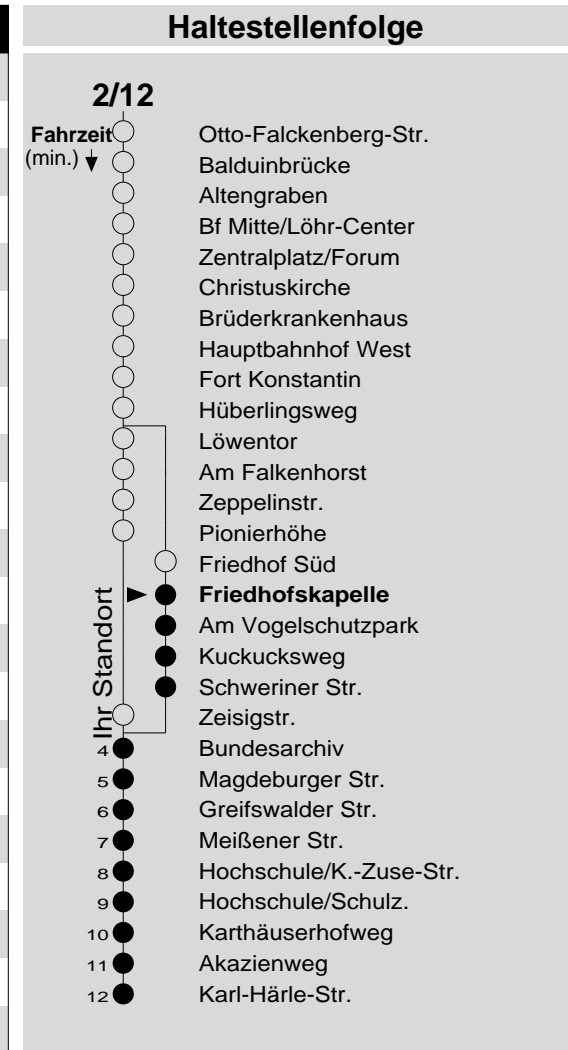 Haltestellenfolge
2/12
Fahrzeit Otto-Falckenberg-Str.
(min.) Balduinbrücke
Altengraben
Bf Mitte/Löhr-Center
Zentralplatz/Forum
Christuskirche
Brüderkrankenhaus
Hauptbahnhof West
Fort Konstantin
Hüberlingsweg
Löwentor
Am Falkenhorst
Zeppelinstr.
Pionierhöhe
Friedhof Süd
Ihr Standort
Friedhofskapelle
Am Vogelschutzpark
Kuckucksweg
Schweriner Str.
Zeisigstr.
4 Bundesarchiv
5 Magdeburger Str.
6 Greifswalder Str.
7 Meißener Str.
8 Hochschule/K.-Zuse-Str.
9 Hochschule/Schulz.
10 Karthäuserhofweg
11 Akazienweg
12 Karl-Härle-Str.